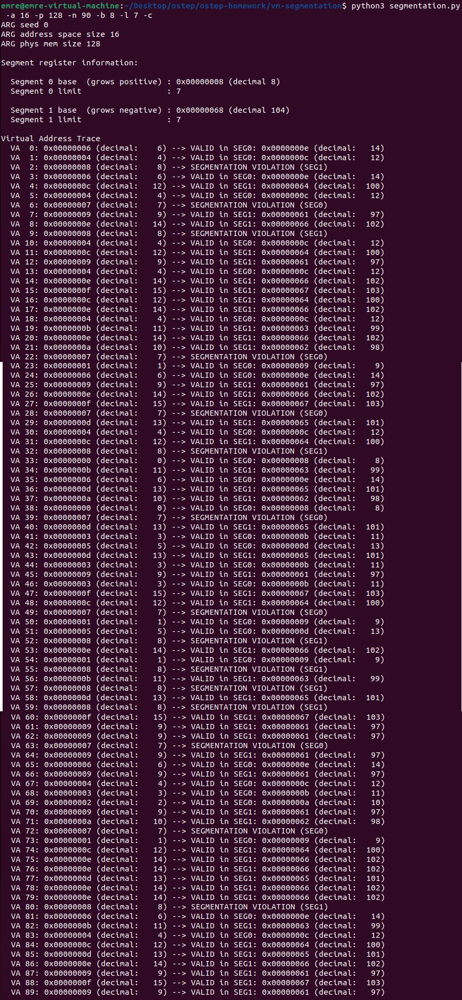 emre@emre-virtual-machine:~/Desktop/ostep/ostep-homework/vm-segmentation$ python3 segmentation.py
 -a 16 -p 128 -n 90 -b 8 -l 7 -c
ARG seed 0
ARG address space size 16
ARG phys mem size 128
Segment register information:
  Segment 0 base  (grows positive) : 0x00000008 (decimal 8)
  Segment 0 limit                  : 7
  Segment 1 base  (grows negative) : 0x00000068 (decimal 104)
  Segment 1 limit                  : 7
Virtual Address Trace
  VA  0: 0x00000006 (decimal:    6) --> VALID in SEG0: 0x0000000e (decimal:   14)
  VA  1: 0x00000004 (decimal:    4) --> VALID in SEG0: 0x0000000c (decimal:   12)
  VA  2: 0x00000008 (decimal:    8) --> SEGMENTATION VIOLATION (SEG1)
  VA  3: 0x00000006 (decimal:    6) --> VALID in SEG0: 0x0000000e (decimal:   14)
  VA  4: 0x0000000c (decimal:   12) --> VALID in SEG1: 0x00000064 (decimal:  100)
  VA  5: 0x00000004 (decimal:    4) --> VALID in SEG0: 0x0000000c (decimal:   12)
  VA  6: 0x00000007 (decimal:    7) --> SEGMENTATION VIOLATION (SEG0)
  VA  7: 0x00000009 (decimal:    9) --> VALID in SEG1: 0x00000061 (decimal:   97)
  VA  8: 0x0000000e (decimal:   14) --> VALID in SEG1: 0x00000066 (decimal:  102)
  VA  9: 0x00000008 (decimal:    8) --> SEGMENTATION VIOLATION (SEG1)
  VA 10: 0x00000004 (decimal:    4) --> VALID in SEG0: 0x0000000c (decimal:   12)
  VA 11: 0x0000000c (decimal:   12) --> VALID in SEG1: 0x00000064 (decimal:  100)
  VA 12: 0x00000009 (decimal:    9) --> VALID in SEG1: 0x00000061 (decimal:   97)
  VA 13: 0x00000004 (decimal:    4) --> VALID in SEG0: 0x0000000c (decimal:   12)
  VA 14: 0x0000000e (decimal:   14) --> VALID in SEG1: 0x00000066 (decimal:  102)
  VA 15: 0x0000000f (decimal:   15) --> VALID in SEG1: 0x00000067 (decimal:  103)
  VA 16: 0x0000000c (decimal:   12) --> VALID in SEG1: 0x00000064 (decimal:  100)
  VA 17: 0x0000000e (decimal:   14) --> VALID in SEG1: 0x00000066 (decimal:  102)
  VA 18: 0x00000004 (decimal:    4) --> VALID in SEG0: 0x0000000c (decimal:   12)
  VA 19: 0x0000000b (decimal:   11) --> VALID in SEG1: 0x00000063 (decimal:   99)
  VA 20: 0x0000000e (decimal:   14) --> VALID in SEG1: 0x00000066 (decimal:  102)
  VA 21: 0x0000000a (decimal:   10) --> VALID in SEG1: 0x00000062 (decimal:   98)
  VA 22: 0x00000007 (decimal:    7) --> SEGMENTATION VIOLATION (SEG0)
  VA 23: 0x00000001 (decimal:    1) --> VALID in SEG0: 0x00000009 (decimal:    9)
  VA 24: 0x00000006 (decimal:    6) --> VALID in SEG0: 0x0000000e (decimal:   14)
  VA 25: 0x00000009 (decimal:    9) --> VALID in SEG1: 0x00000061 (decimal:   97)
  VA 26: 0x0000000e (decimal:   14) --> VALID in SEG1: 0x00000066 (decimal:  102)
  VA 27: 0x0000000f (decimal:   15) --> VALID in SEG1: 0x00000067 (decimal:  103)
  VA 28: 0x00000007 (decimal:    7) --> SEGMENTATION VIOLATION (SEG0)
  VA 29: 0x0000000d (decimal:   13) --> VALID in SEG1: 0x00000065 (decimal:  101)
  VA 30: 0x00000004 (decimal:    4) --> VALID in SEG0: 0x0000000c (decimal:   12)
  VA 31: 0x0000000c (decimal:   12) --> VALID in SEG1: 0x00000064 (decimal:  100)
  VA 32: 0x00000008 (decimal:    8) --> SEGMENTATION VIOLATION (SEG1)
  VA 33: 0x00000000 (decimal:    0) --> VALID in SEG0: 0x00000008 (decimal:    8)
  VA 34: 0x0000000b (decimal:   11) --> VALID in SEG1: 0x00000063 (decimal:   99)
  VA 35: 0x00000006 (decimal:    6) --> VALID in SEG0: 0x0000000e (decimal:   14)
  VA 36: 0x0000000d (decimal:   13) --> VALID in SEG1: 0x00000065 (decimal:  101)
  VA 37: 0x0000000a (decimal:   10) --> VALID in SEG1: 0x00000062 (decimal:   98)
  VA 38: 0x00000000 (decimal:    0) --> VALID in SEG0: 0x00000008 (decimal:    8)
  VA 39: 0x00000007 (decimal:    7) --> SEGMENTATION VIOLATION (SEG0)
  VA 40: 0x0000000d (decimal:   13) --> VALID in SEG1: 0x00000065 (decimal:  101)
  VA 41: 0x00000003 (decimal:    3) --> VALID in SEG0: 0x0000000b (decimal:   11)
  VA 42: 0x00000005 (decimal:    5) --> VALID in SEG0: 0x0000000d (decimal:   13)
  VA 43: 0x0000000d (decimal:   13) --> VALID in SEG1: 0x00000065 (decimal:  101)
  VA 44: 0x00000003 (decimal:    3) --> VALID in SEG0: 0x0000000b (decimal:   11)
  VA 45: 0x00000009 (decimal:    9) --> VALID in SEG1: 0x00000061 (decimal:   97)
  VA 46: 0x00000003 (decimal:    3) --> VALID in SEG0: 0x0000000b (decimal:   11)
  VA 47: 0x0000000f (decimal:   15) --> VALID in SEG1: 0x00000067 (decimal:  103)
  VA 48: 0x0000000c (decimal:   12) --> VALID in SEG1: 0x00000064 (decimal:  100)
  VA 49: 0x00000007 (decimal:    7) --> SEGMENTATION VIOLATION (SEG0)
  VA 50: 0x00000001 (decimal:    1) --> VALID in SEG0: 0x00000009 (decimal:    9)
  VA 51: 0x00000005 (decimal:    5) --> VALID in SEG0: 0x0000000d (decimal:   13)
  VA 52: 0x00000008 (decimal:    8) --> SEGMENTATION VIOLATION (SEG1)
  VA 53: 0x0000000e (decimal:   14) --> VALID in SEG1: 0x00000066 (decimal:  102)
  VA 54: 0x00000001 (decimal:    1) --> VALID in SEG0: 0x00000009 (decimal:    9)
  VA 55: 0x00000008 (decimal:    8) --> SEGMENTATION VIOLATION (SEG1)
  VA 56: 0x0000000b (decimal:   11) --> VALID in SEG1: 0x00000063 (decimal:   99)
  VA 57: 0x00000008 (decimal:    8) --> SEGMENTATION VIOLATION (SEG1)
  VA 58: 0x0000000d (decimal:   13) --> VALID in SEG1: 0x00000065 (decimal:  101)
  VA 59: 0x00000008 (decimal:    8) --> SEGMENTATION VIOLATION (SEG1)
  VA 60: 0x0000000f (decimal:   15) --> VALID in SEG1: 0x00000067 (decimal:  103)
  VA 61: 0x00000009 (decimal:    9) --> VALID in SEG1: 0x00000061 (decimal:   97)
  VA 62: 0x00000009 (decimal:    9) --> VALID in SEG1: 0x00000061 (decimal:   97)
  VA 63: 0x00000007 (decimal:    7) --> SEGMENTATION VIOLATION (SEG0)
  VA 64: 0x00000009 (decimal:    9) --> VALID in SEG1: 0x00000061 (decimal:   97)
  VA 65: 0x00000006 (decimal:    6) --> VALID in SEG0: 0x0000000e (decimal:   14)
  VA 66: 0x00000009 (decimal:    9) --> VALID in SEG1: 0x00000061 (decimal:   97)
  VA 67: 0x00000004 (decimal:    4) --> VALID in SEG0: 0x0000000c (decimal:   12)
  VA 68: 0x00000003 (decimal:    3) --> VALID in SEG0: 0x0000000b (decimal:   11)
  VA 69: 0x00000002 (decimal:    2) --> VALID in SEG0: 0x0000000a (decimal:   10)
  VA 70: 0x00000009 (decimal:    9) --> VALID in SEG1: 0x00000061 (decimal:   97)
  VA 71: 0x0000000a (decimal:   10) --> VALID in SEG1: 0x00000062 (decimal:   98)
  VA 72: 0x00000007 (decimal:    7) --> SEGMENTATION VIOLATION (SEG0)
  VA 73: 0x00000001 (decimal:    1) --> VALID in SEG0: 0x00000009 (decimal:    9)
  VA 74: 0x0000000c (decimal:   12) --> VALID in SEG1: 0x00000064 (decimal:  100)
  VA 75: 0x0000000e (decimal:   14) --> VALID in SEG1: 0x00000066 (decimal:  102)
  VA 76: 0x0000000e (decimal:   14) --> VALID in SEG1: 0x00000066 (decimal:  102)
  VA 77: 0x0000000d (decimal:   13) --> VALID in SEG1: 0x00000065 (decimal:  101)
  VA 78: 0x0000000e (decimal:   14) --> VALID in SEG1: 0x00000066 (decimal:  102)
  VA 79: 0x0000000e (decimal:   14) --> VALID in SEG1: 0x00000066 (decimal:  102)
  VA 80: 0x00000008 (decimal:    8) --> SEGMENTATION VIOLATION (SEG1)
  VA 81: 0x00000006 (decimal:    6) --> VALID in SEG0: 0x0000000e (decimal:   14)
  VA 82: 0x0000000b (decimal:   11) --> VALID in SEG1: 0x00000063 (decimal:   99)
  VA 83: 0x00000004 (decimal:    4) --> VALID in SEG0: 0x0000000c (decimal:   12)
  VA 84: 0x0000000c (decimal:   12) --> VALID in SEG1: 0x00000064 (decimal:  100)
  VA 85: 0x0000000d (decimal:   13) --> VALID in SEG1: 0x00000065 (decimal:  101)
  VA 86: 0x0000000e (decimal:   14) --> VALID in SEG1: 0x00000066 (decimal:  102)
  VA 87: 0x00000009 (decimal:    9) --> VALID in SEG1: 0x00000061 (decimal:   97)
  VA 88: 0x0000000f (decimal:   15) --> VALID in SEG1: 0x00000067 (decimal:  103)
  VA 89: 0x00000009 (decimal:    9) --> VALID in SEG1: 0x00000061 (decimal:   97)